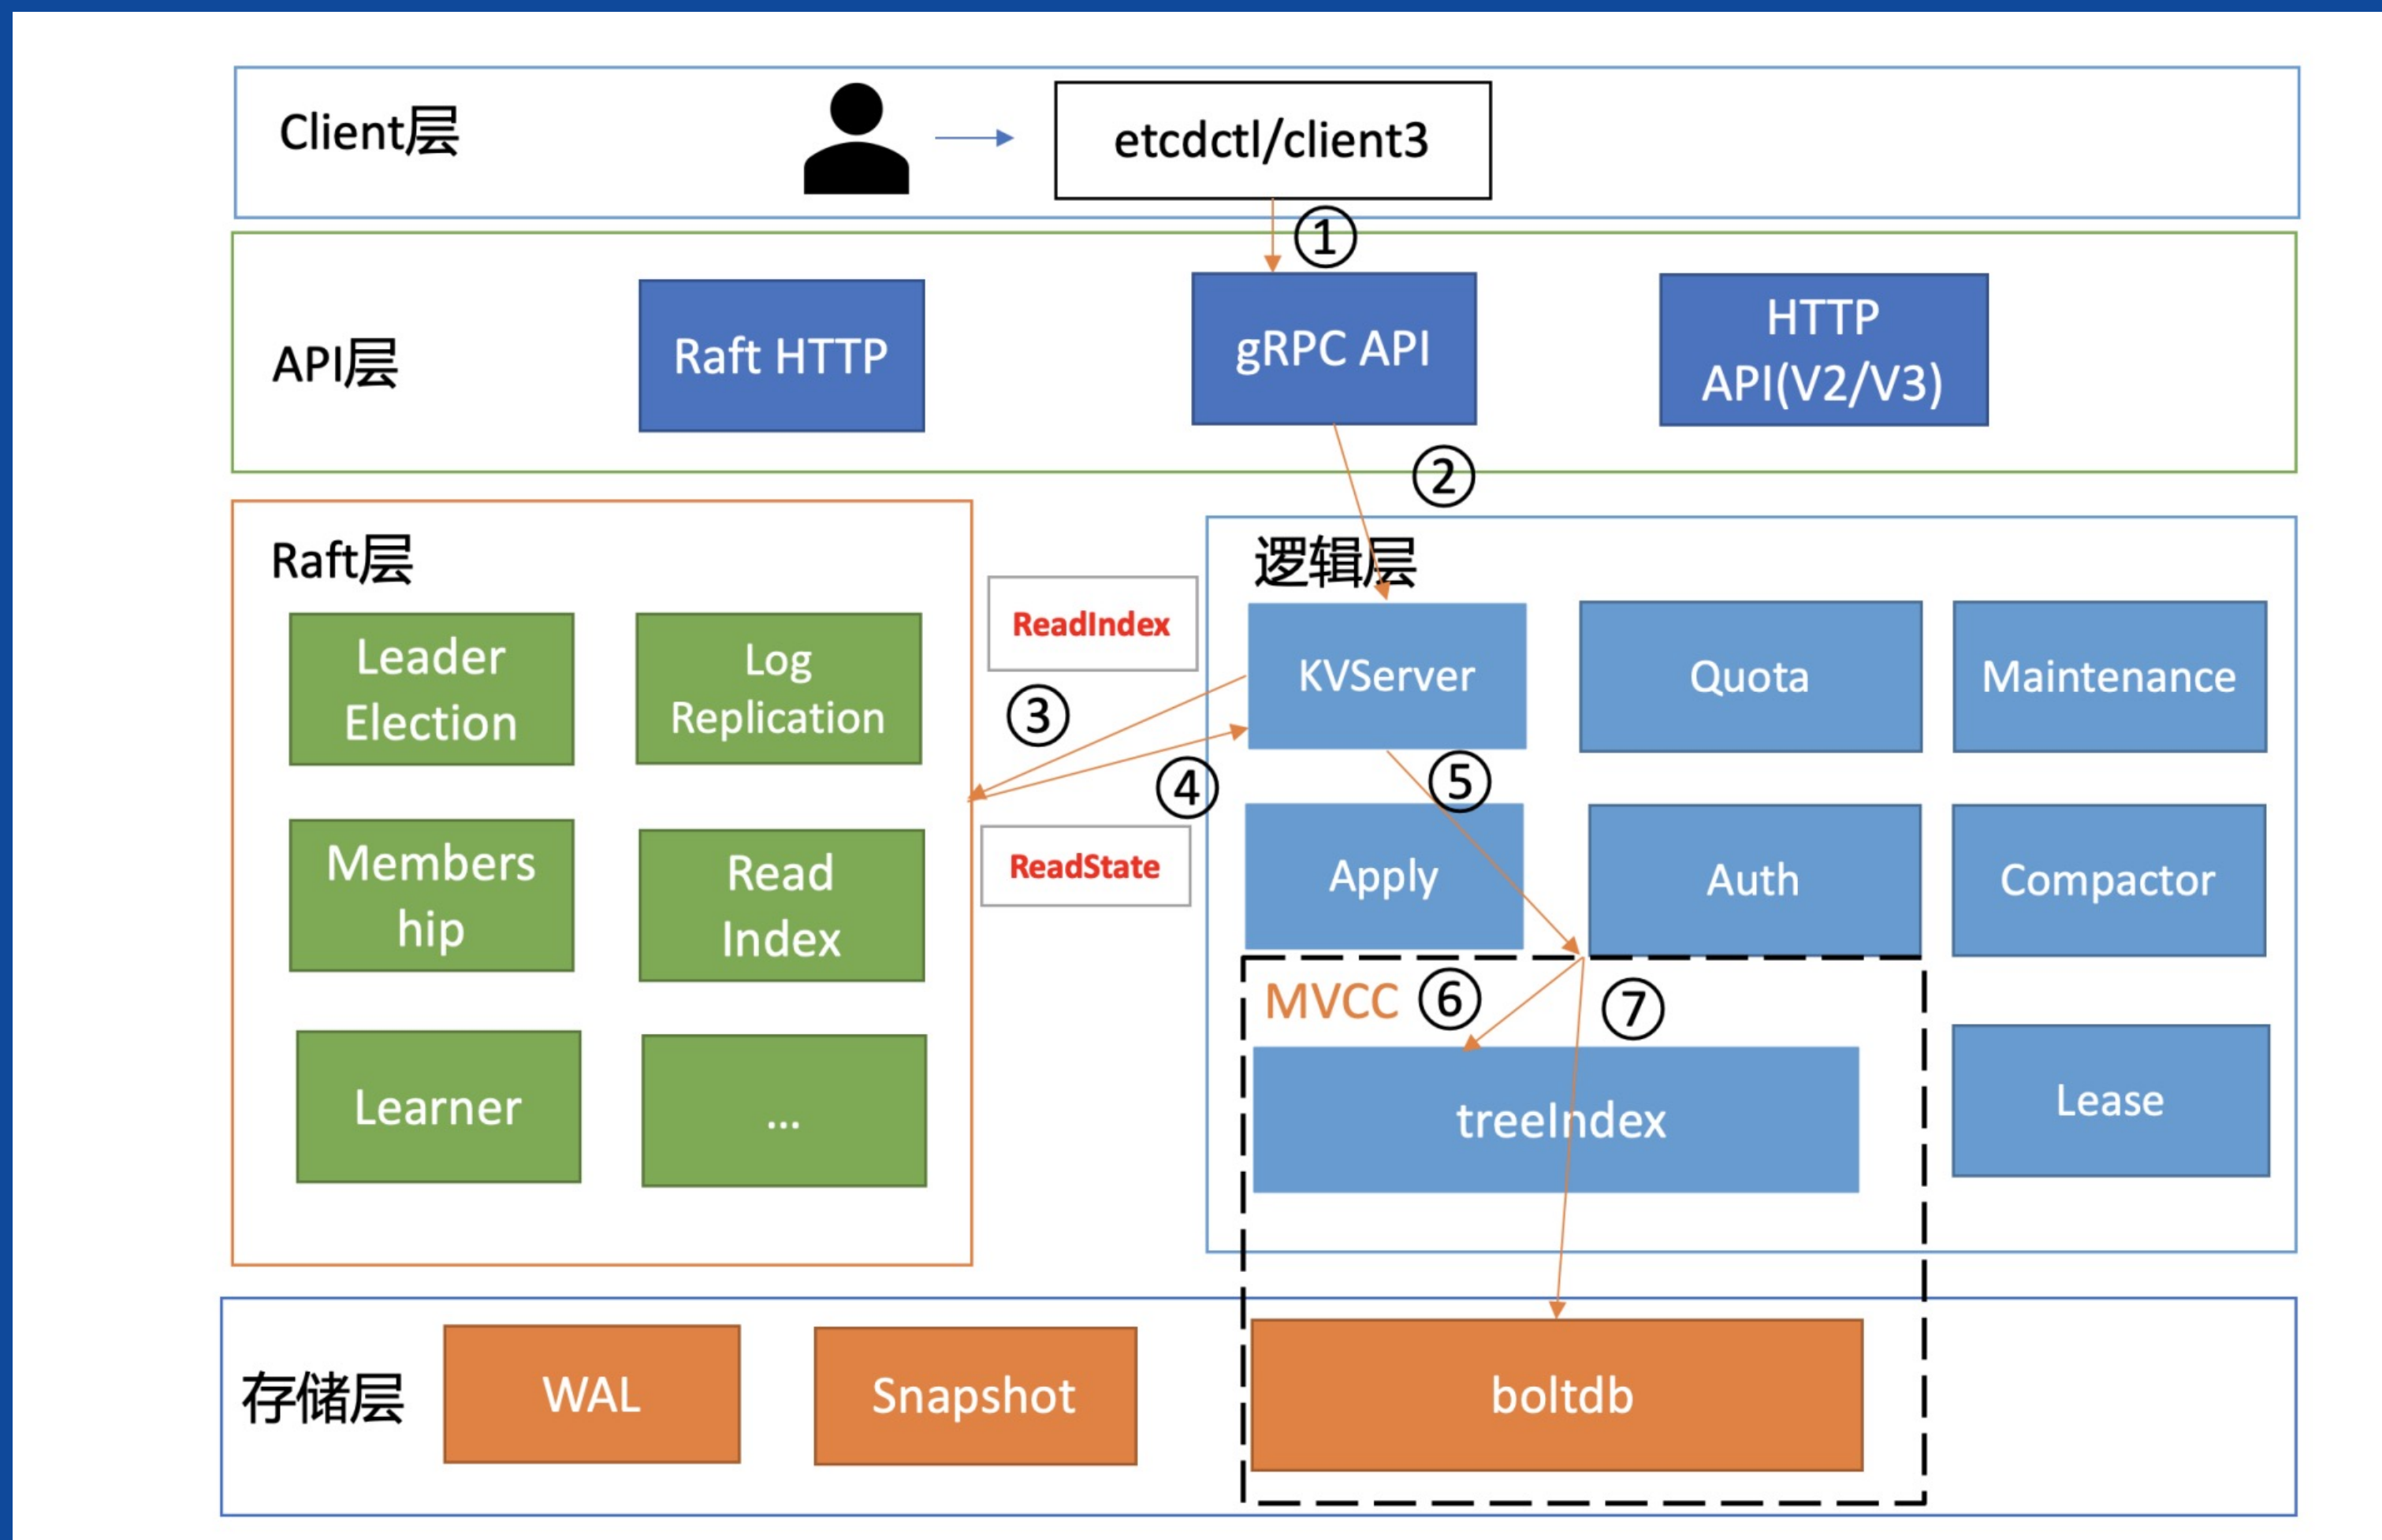 Client层
etcdctl/client3
①
API层
Raft HTTP
gRPC API
HTTP
API(V2/V3)
②
Raft层
Leader
Election
Log
Replication
Members
hip
Read
Index
Learner
...
ReadIndex
③
④
ReadState
逻辑层
KVServer
Quota
Maintenance
⑤
Apply
Auth
Compactor
MVCC
⑥
⑦
treeIndex
Lease
存储层
WAL
Snapshot
boltdb